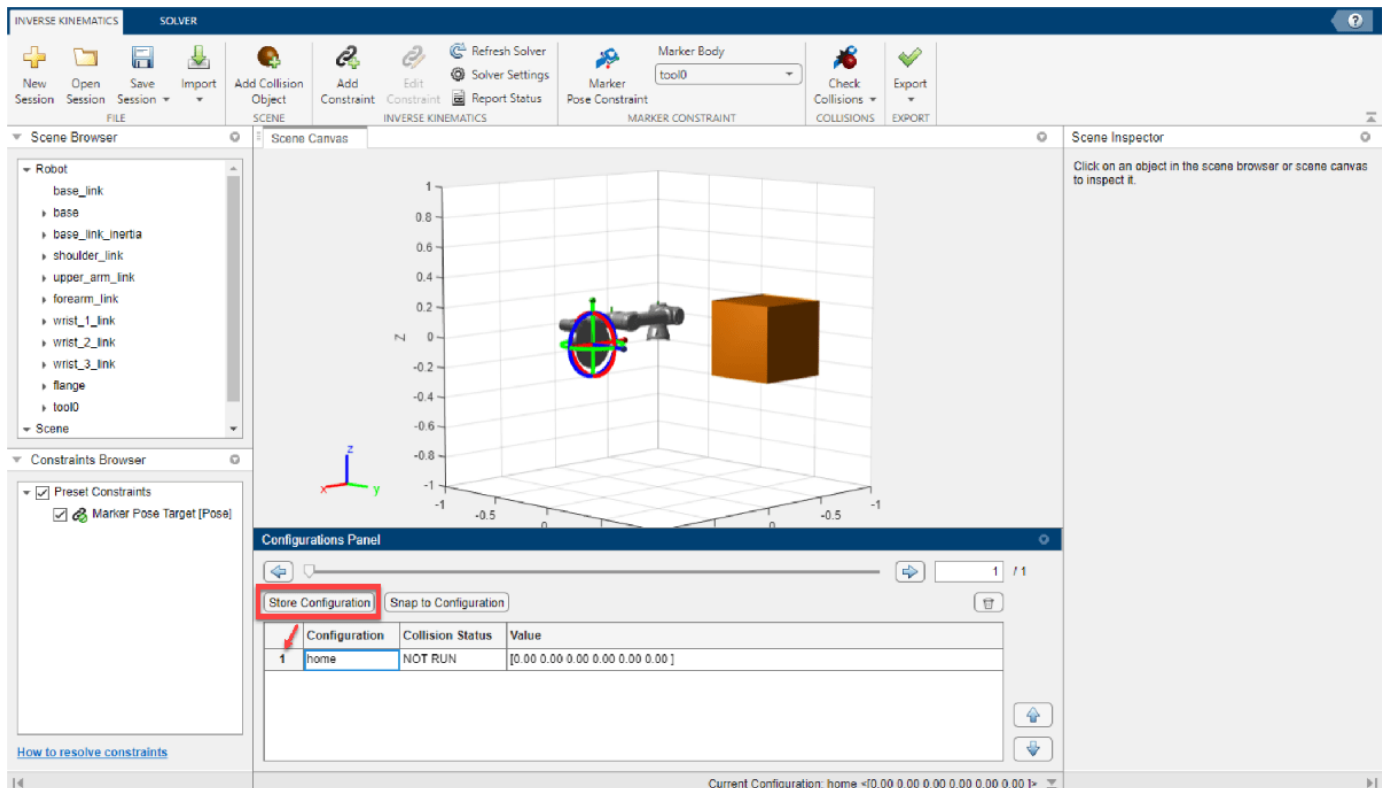 INVERSE KINEMATICS SOLVER
?
New Session
Open Session
Save Session
Import
FILE
Add Collision Object
SCENE
Add Constraint
Edit Constraint
Refresh Solver
Solver Settings
Report Status
INVERSE KINEMATICS
Marker Pose Constraint
Marker Body
tool0
MARKER CONSTRAINT
Check Collisions
COLLISIONS
Export
EXPORT
Scene Browser
Robot
base_link
base
base_link_inertia
shoulder_link
upper_arm_link
forearm_link
wrist_1_link
wrist_2_link
wrist_3_link
flange
tool0
Scene
Constraints Browser
Preset Constraints
Marker Pose Target [Pose]
How to resolve constraints
Scene Canvas
1
0.8
0.6
0.4
0.2
0
-0.2
-0.4
-0.6
-0.8
-1
Z
-1
-0.5
0
0
-0.5
-1
z
x
y
Configurations Panel
1 / 1
Store Configuration Snap to Configuration
Configuration Collision Status Value
1 home NOT RUN [0.00 0.00 0.00 0.00 0.00 0.00 ]
Current Configuration: home <[0.00 0.00 0.00 0.00 0.00 0.00 ]>
Scene Inspector
Click on an object in the scene browser or scene canvas
to inspect it.